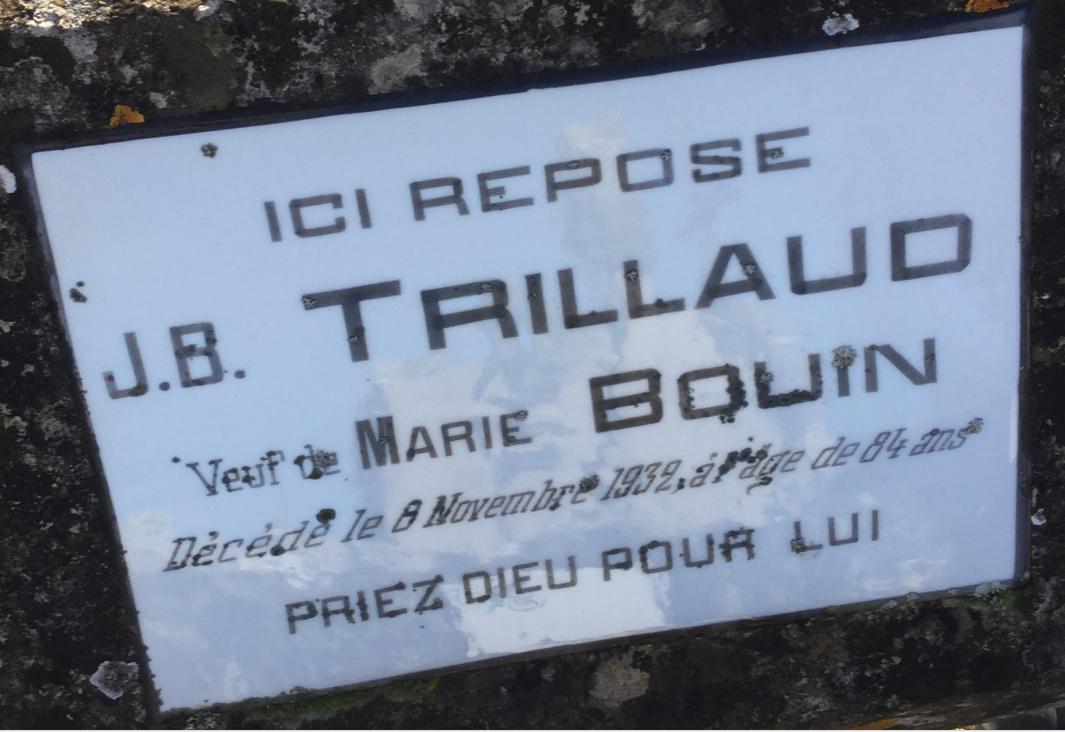 ICI REPOSE
J.B. TRILLAUD
Veuf de MARIE BOUIN
Décédé le 8 Novembre 1932, à l'âge de 84 ans
PRIEZ DIEU POUR LUI